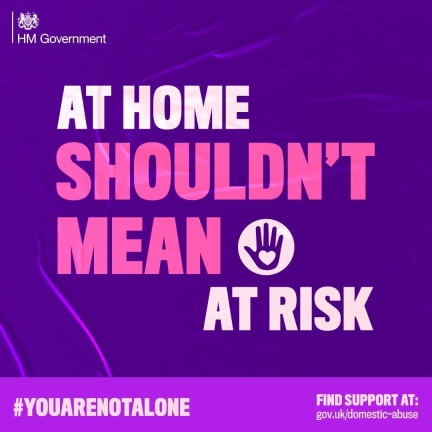 HM Government
AT HOME
SHOULDN'T
MEAN
AT RISK
#YOUARENOTALONE
FIND SUPPORT AT:
gov.uk/domestic-abuse